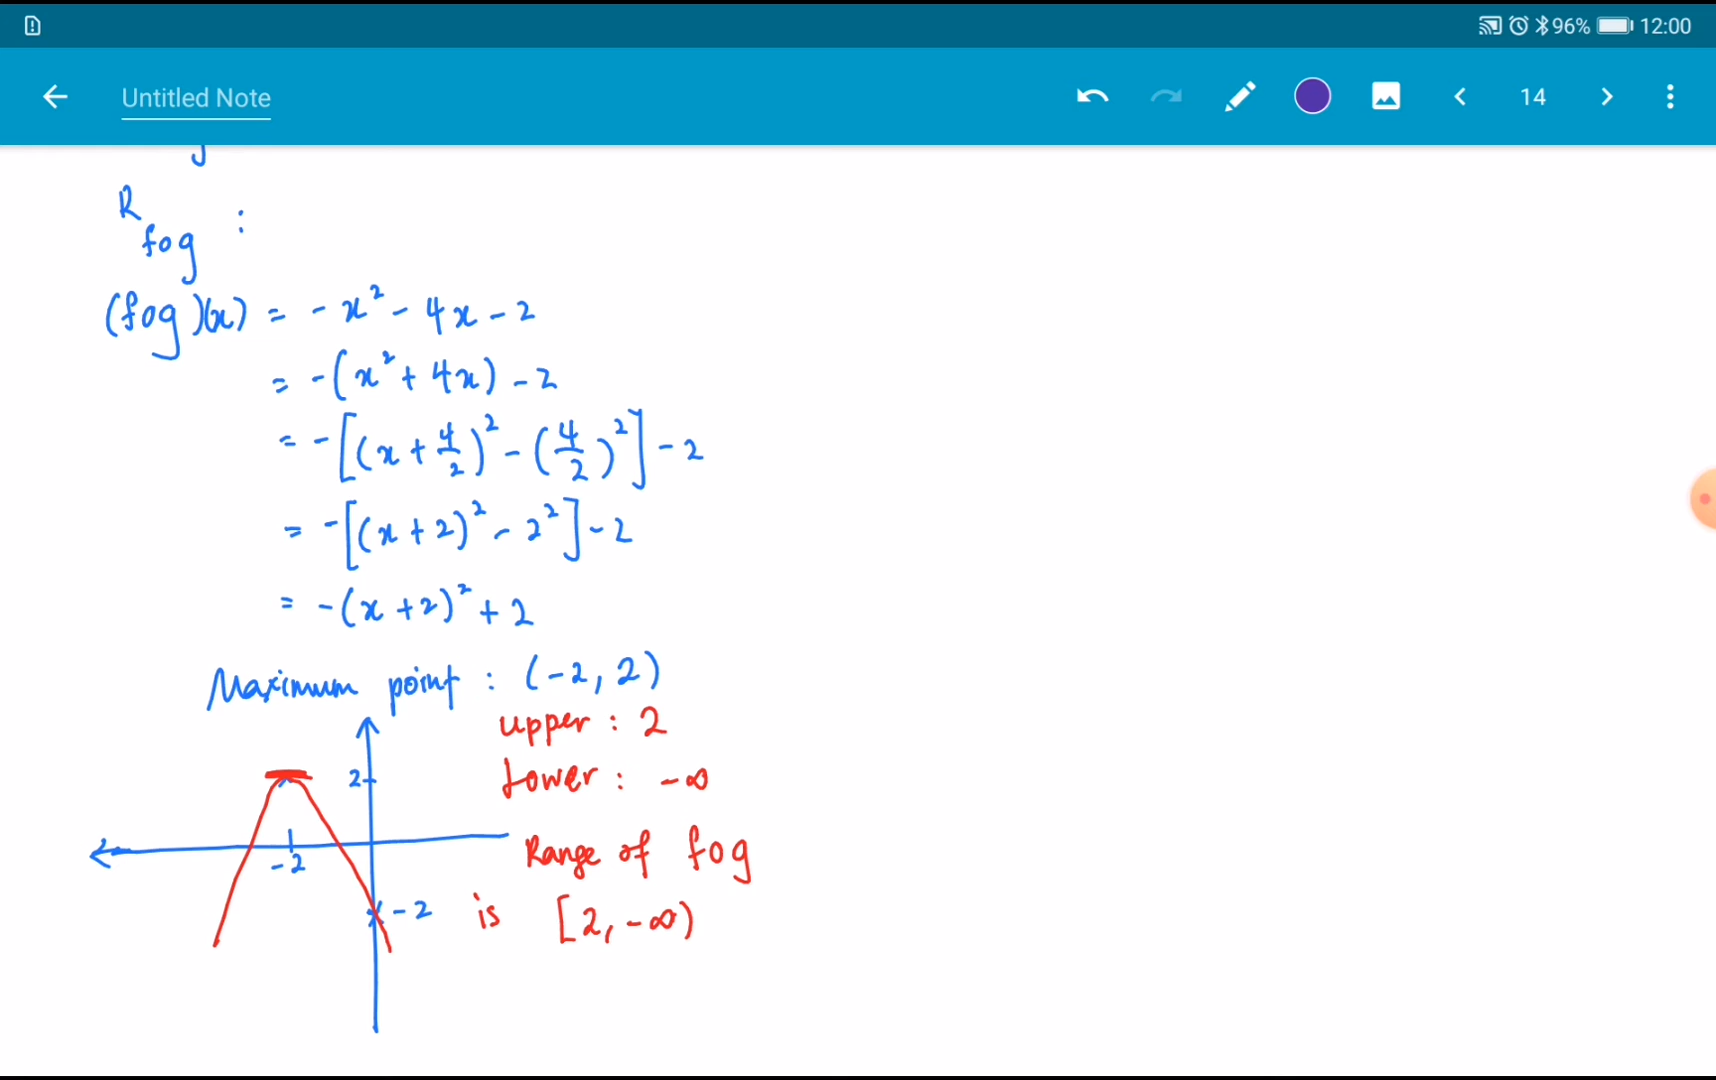 96% 12:00
Untitled Note 14
R fog :
(fog)(x) = -x² - 4x - 2
= -(x² + 4x) - 2
= -[(x + 4/2)² - (4/2)²] - 2
= -[(x + 2)² - 2²] - 2
= -(x + 2)² + 2
Maximum point : (-2, 2)
upper : 2
Lower : -∞
2
-2
Range of fog
-2
is [2, -∞)